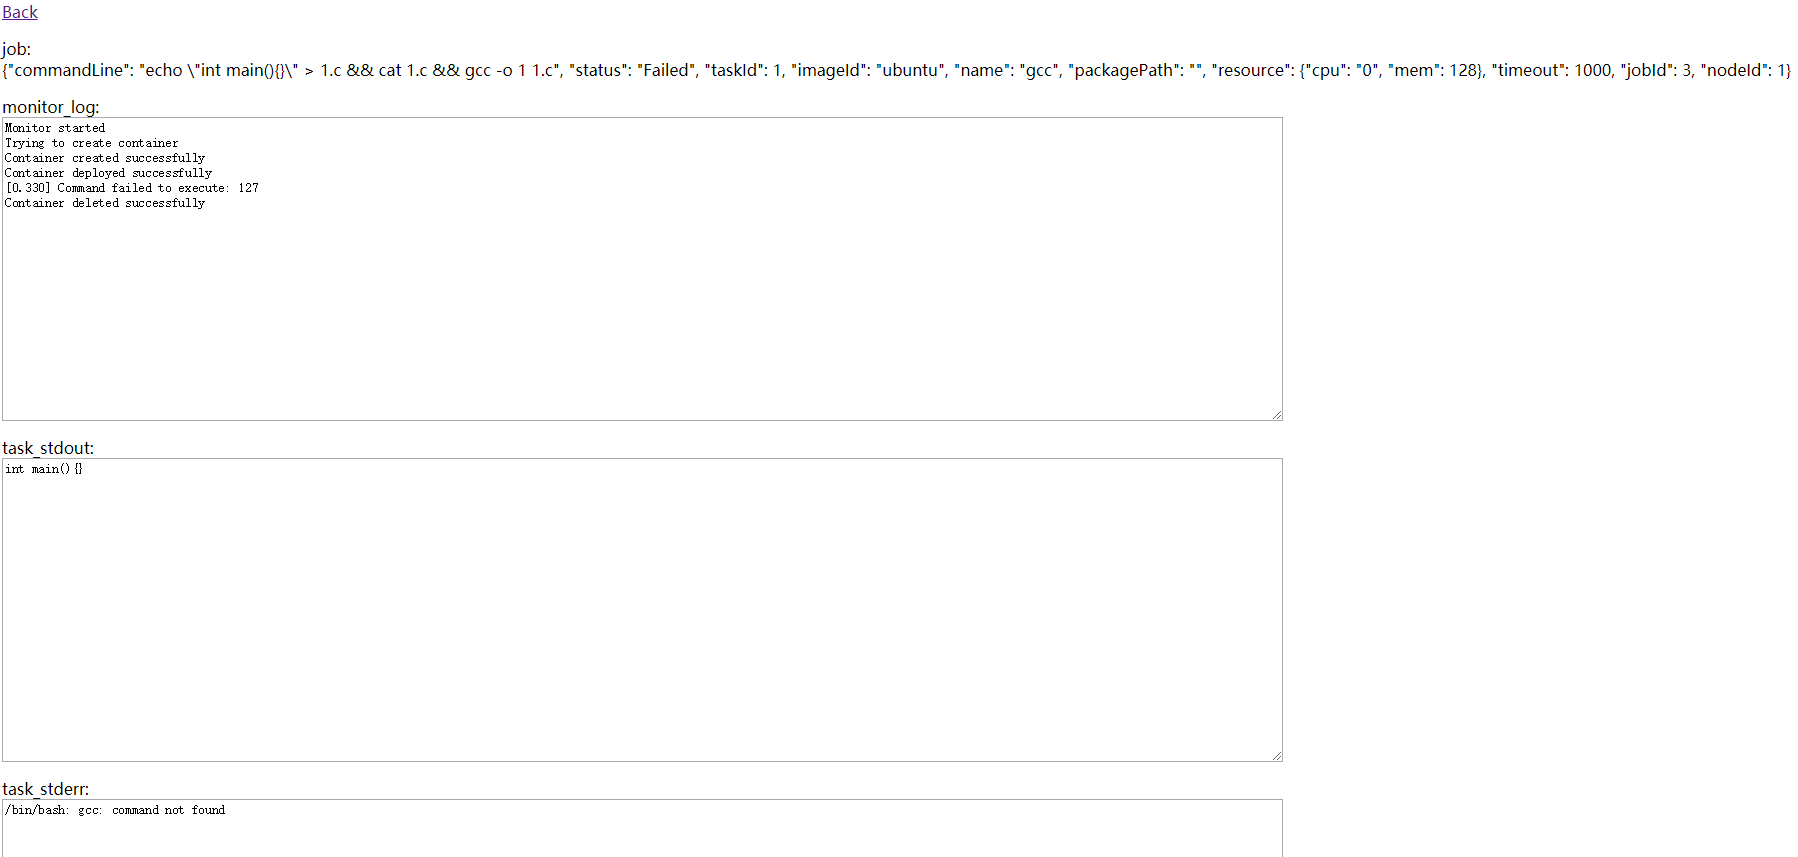 Back
job:
{"commandLine": "echo \"int main(){}\" > 1.c && cat 1.c && gcc -o 1 1.c", "status": "Failed", "taskId": 1, "imageId": "ubuntu", "name": "gcc", "packagePath": "", "resource": {"cpu": "0", "mem": 128}, "timeout": 1000, "jobId": 3, "nodeId": 1}
monitor_log:
Monitor started
Trying to create container
Container created successfully
Container deployed successfully
[0.330] Command failed to execute: 127
Container deleted successfully
task_stdout:
int main(){}
task_stderr:
/bin/bash: gcc: command not found